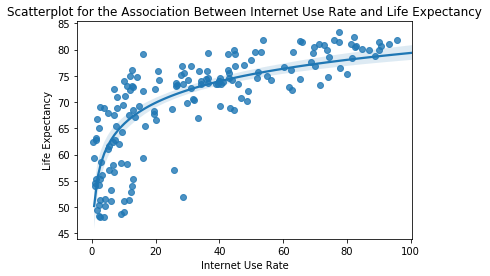 Scatterplot for the Association Between Internet Use Rate and Life Expectancy
85
80
75
70
65
60
55
50
45
Life Expectancy
0 20 40 60 80 100
Internet Use Rate